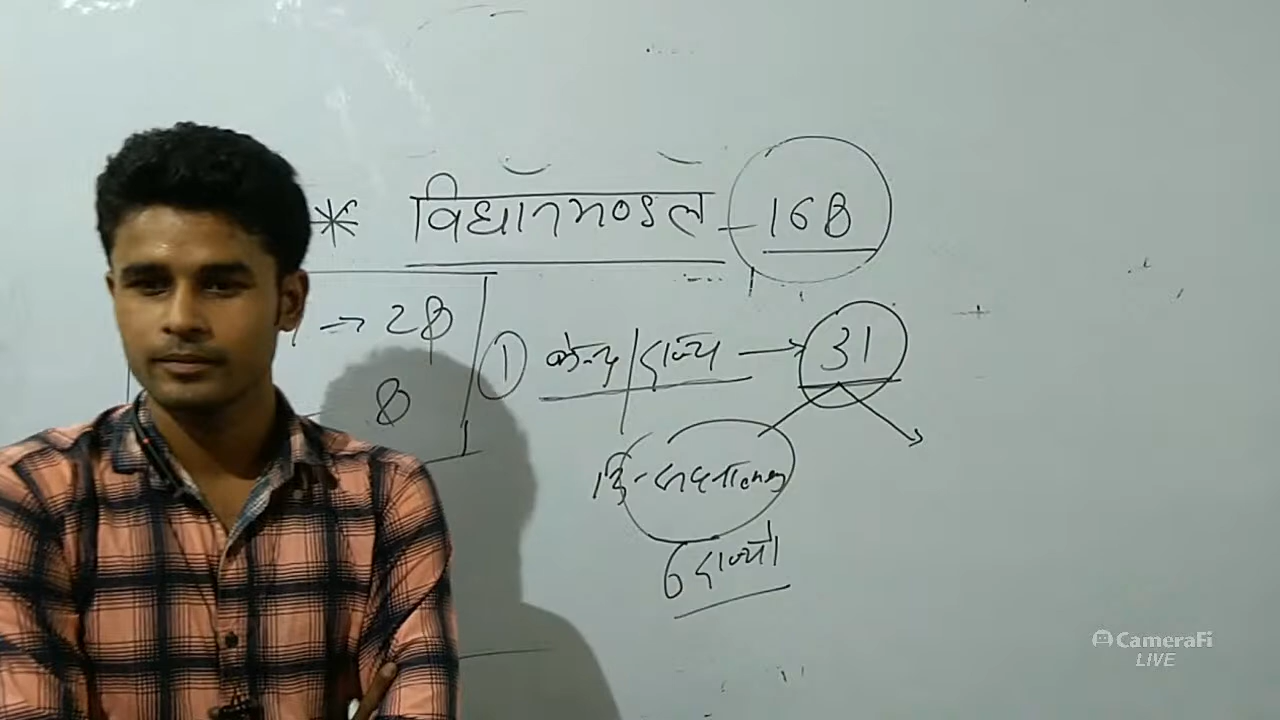 * विधानमण्डल - 168
→ 28
8
① केन्द्र/राज्य → 31
द्वि-सदनात्मक
6 राज्यों
CameraFi
LIVE